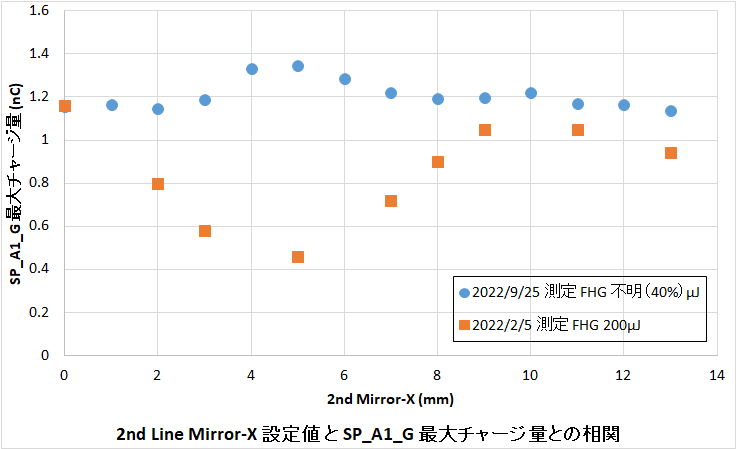 1.6
1.4
1.2
1
0.8
0.6
0.4
0.2
0
SP_A1_G 最大チャージ量 (nC)
2022/9/25 測定 FHG 不明(40%) μJ
2022/2/5 測定 FHG 200μJ
0 2 4 6 8 10 12 14
2nd Mirror-X (mm)
2nd Line Mirror-X 設定値と SP_A1_G 最大チャージ量との相関